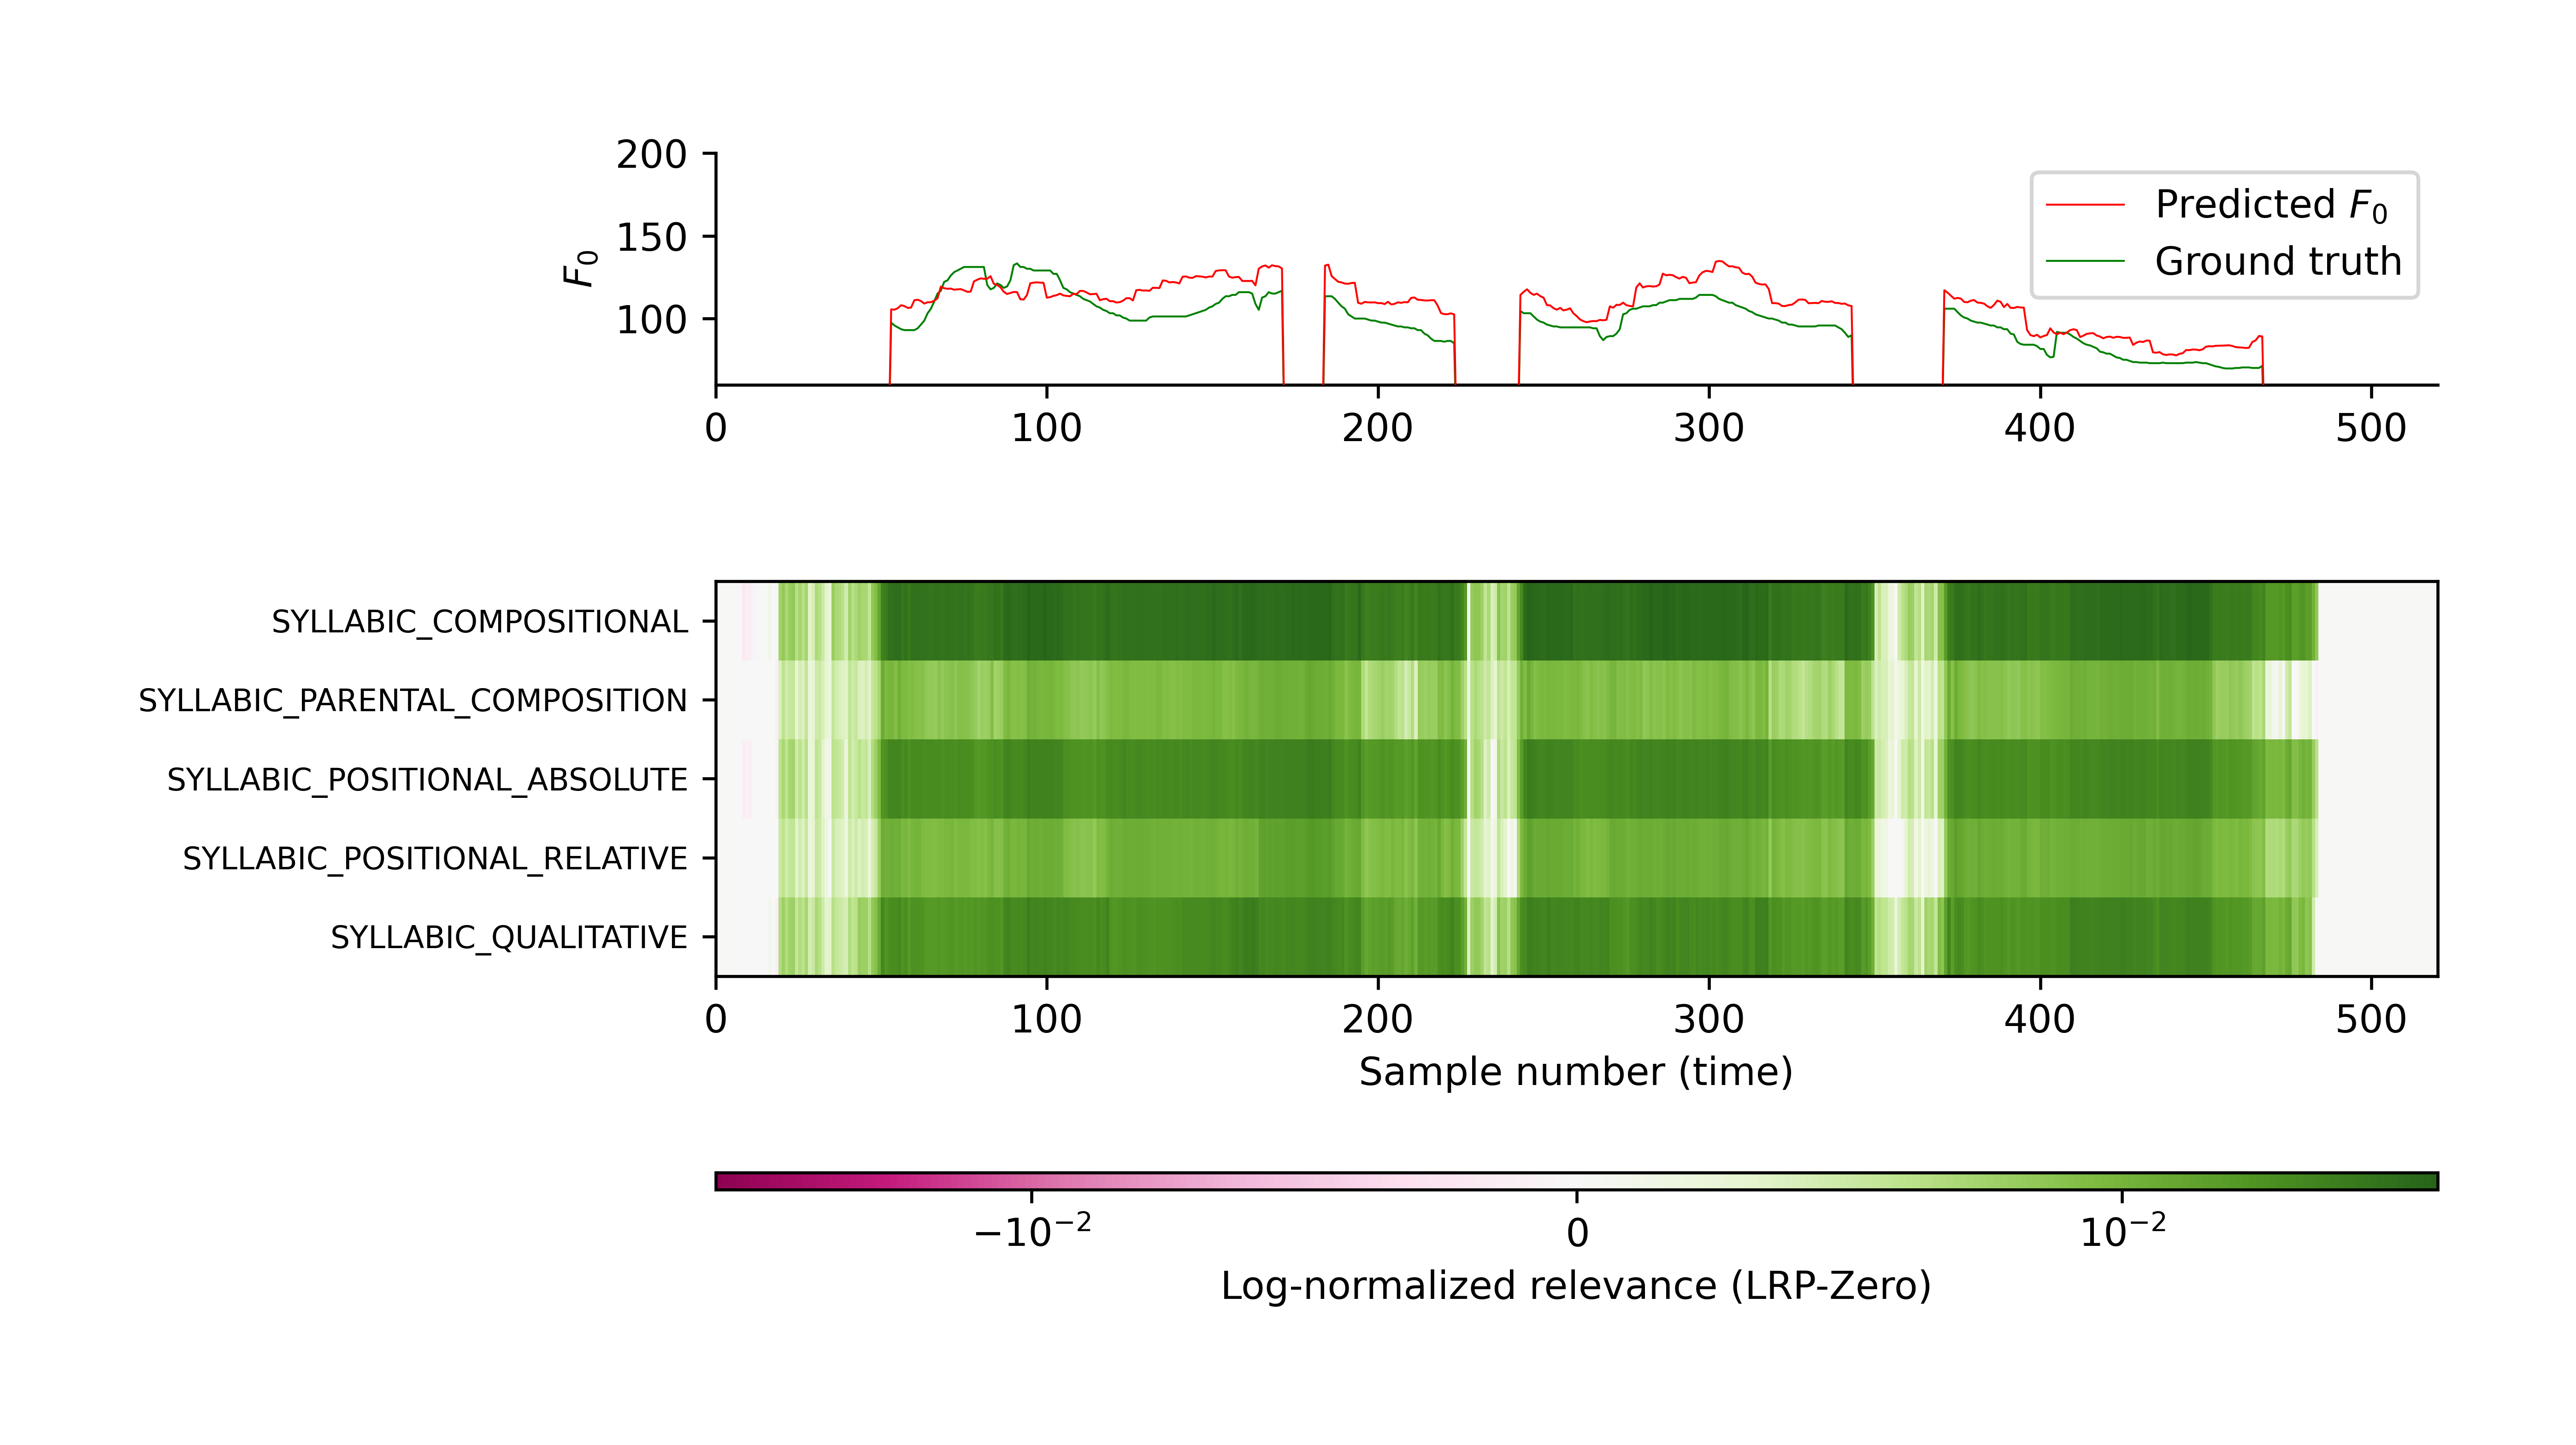 200
150
100
F₀
Predicted F₀
Ground truth
0 100 200 300 400 500
SYLLABIC_COMPOSITIONAL
SYLLABIC_PARENTAL_COMPOSITION
SYLLABIC_POSITIONAL_ABSOLUTE
SYLLABIC_POSITIONAL_RELATIVE
SYLLABIC_QUALITATIVE
0 100 200 300 400 500
Sample number (time)
−10⁻² 0 10⁻²
Log-normalized relevance (LRP-Zero)